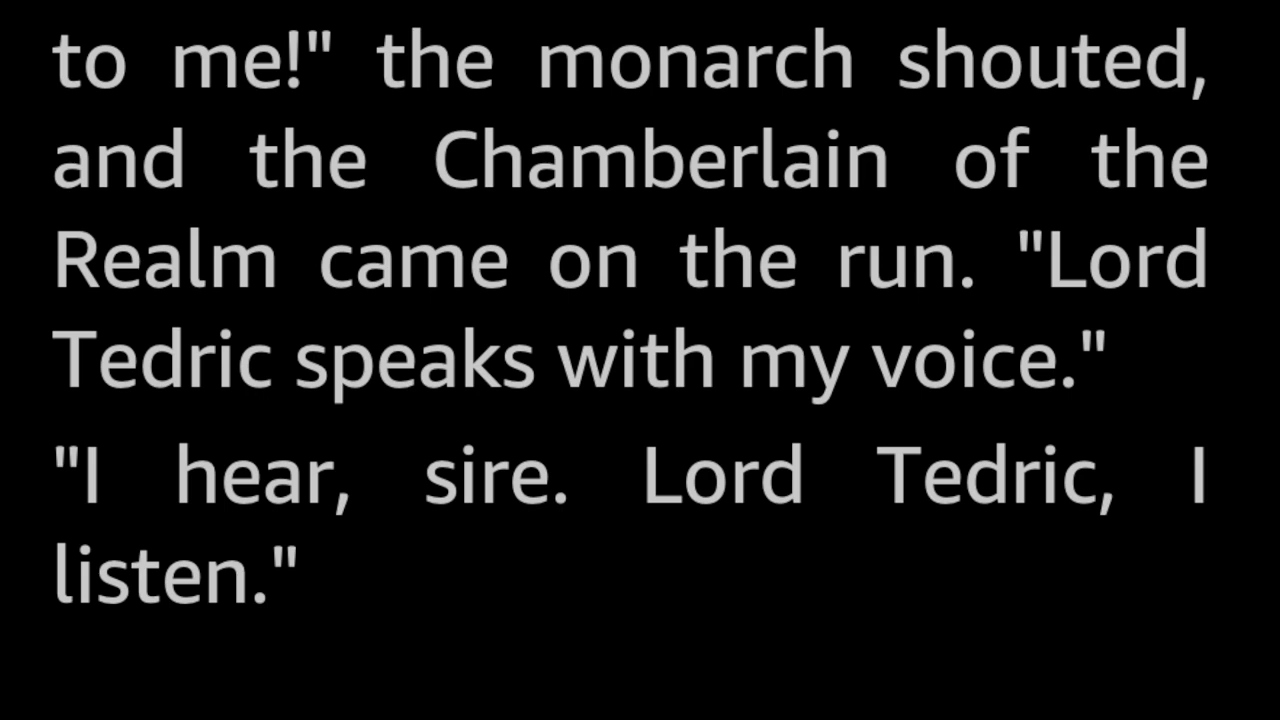 to me!" the monarch shouted,
and the Chamberlain of the
Realm came on the run. "Lord
Tedric speaks with my voice."
"I hear, sire. Lord Tedric, I
listen."